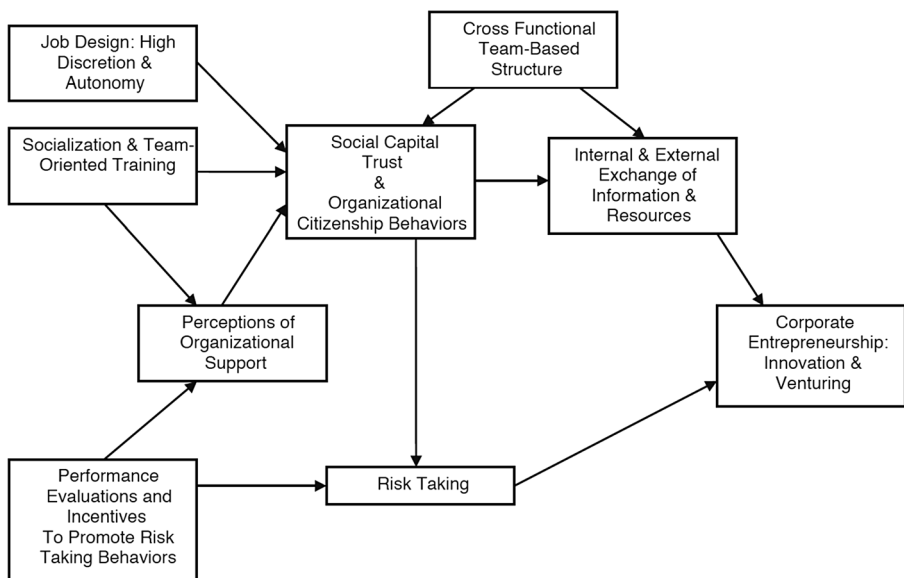 Job Design: High
Discretion &
Autonomy
Cross Functional
Team-Based
Structure
Socialization & Team-
Oriented Training
Social Capital
Trust
&
Organizational
Citizenship Behaviors
Internal & External
Exchange of
Information &
Resources
Perceptions of
Organizational
Support
Corporate
Entrepreneurship:
Innovation &
Venturing
Performance
Evaluations and
Incentives
To Promote Risk
Taking Behaviors
Risk Taking